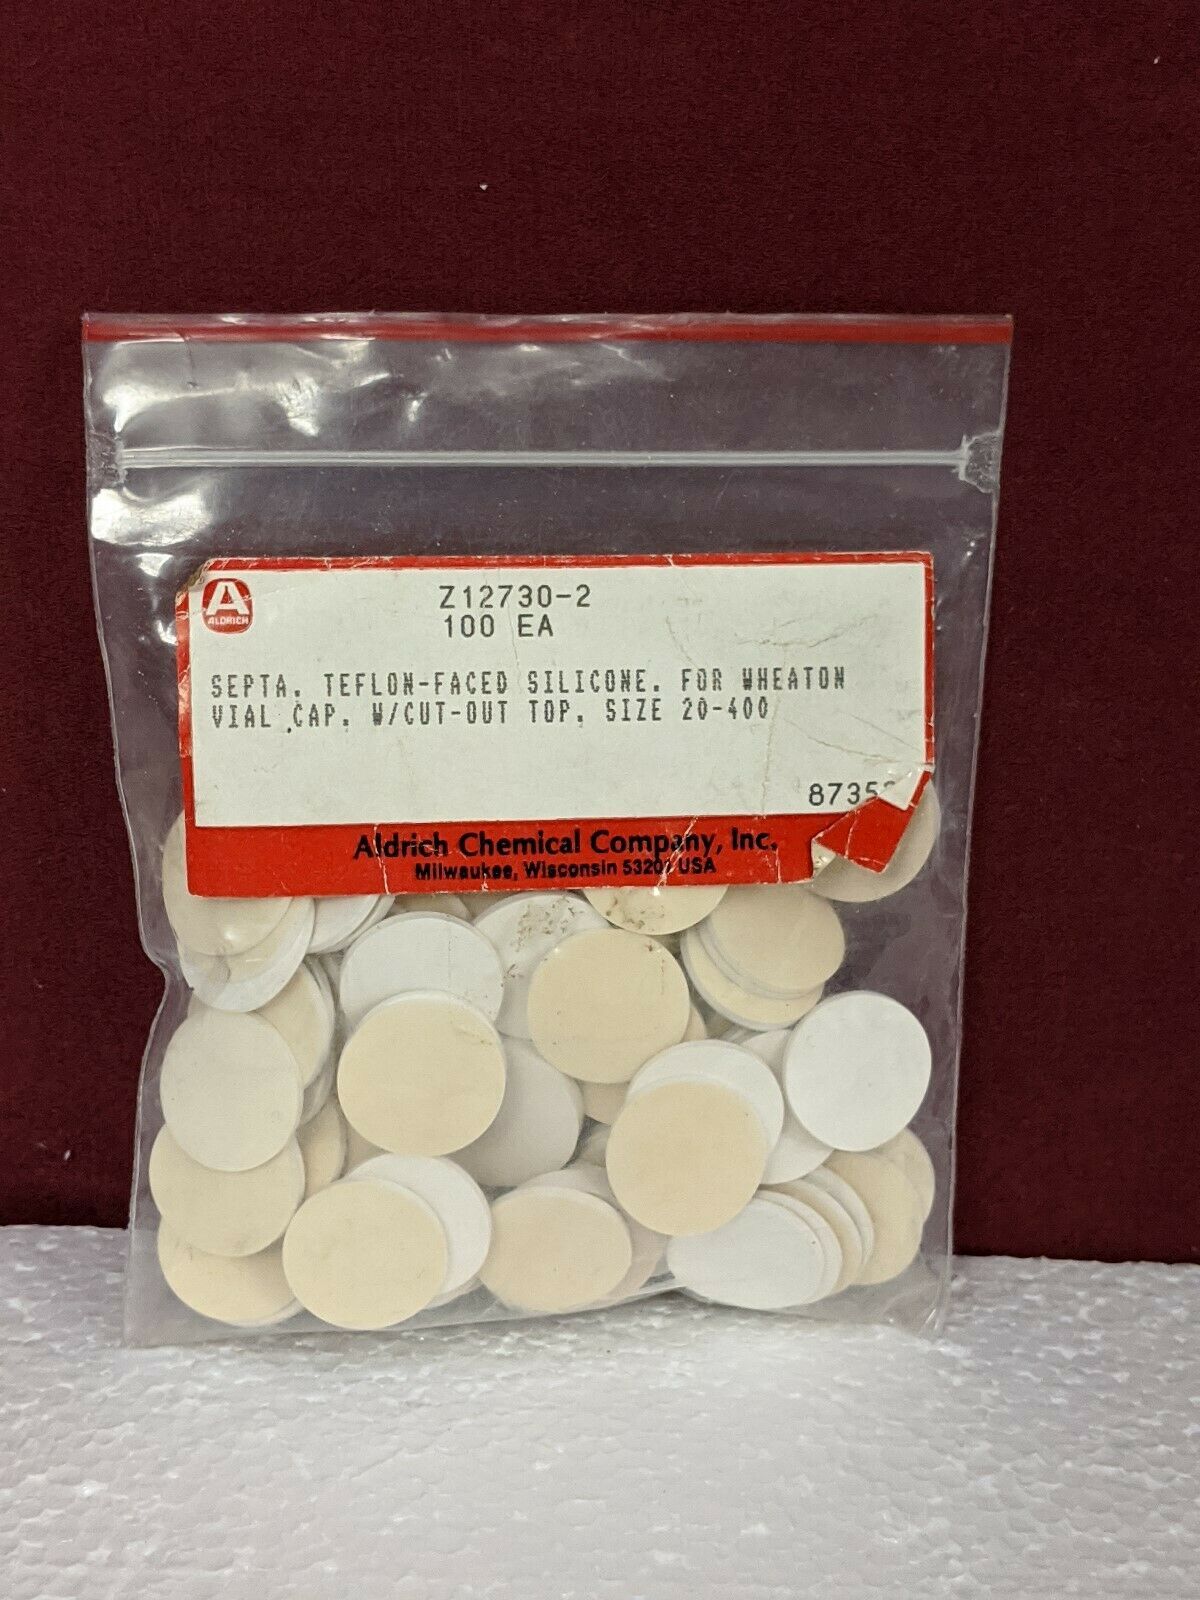 A
ALDRICH
Z12730-2
100 EA
SEPTA. TEFLON-FACED SILICONE. FOR WHEATON
VIAL CAP. W/CUT-OUT TOP. SIZE 20-400
Aldrich Chemical Company, Inc.
Milwaukee, Wisconsin USA